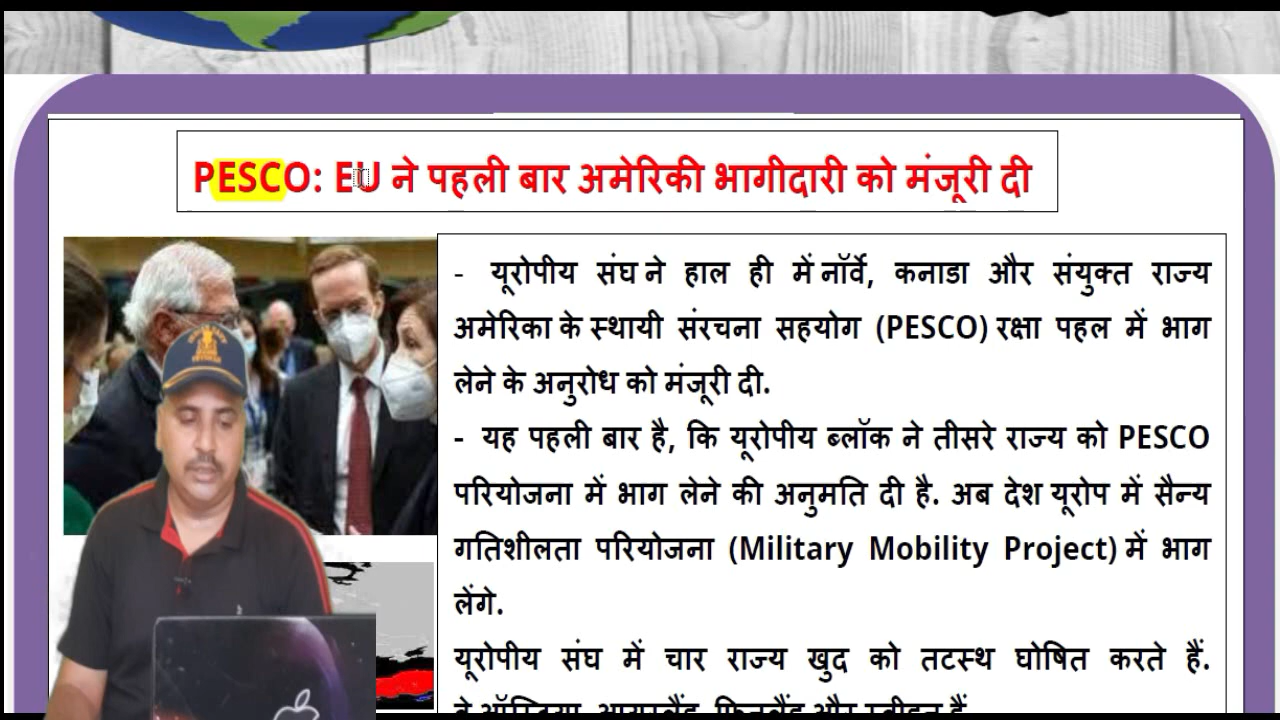 PESCO: EU ने पहली बार अमेरिकी भागीदारी को मंजूरी दी
- यूरोपीय संघ ने हाल ही में नॉर्वे, कनाडा और संयुक्त राज्य
अमेरिका के स्थायी संरचना सहयोग (PESCO) रक्षा पहल में भाग
लेने के अनुरोध को मंजूरी दी.
- यह पहली बार है, कि यूरोपीय ब्लॉक ने तीसरे राज्य को PESCO
परियोजना में भाग लेने की अनुमति दी है. अब देश यूरोप में सैन्य
गतिशीलता परियोजना (Military Mobility Project) में भाग
लेंगे.
यूरोपीय संघ में चार राज्य खुद को तटस्थ घोषित करते हैं.